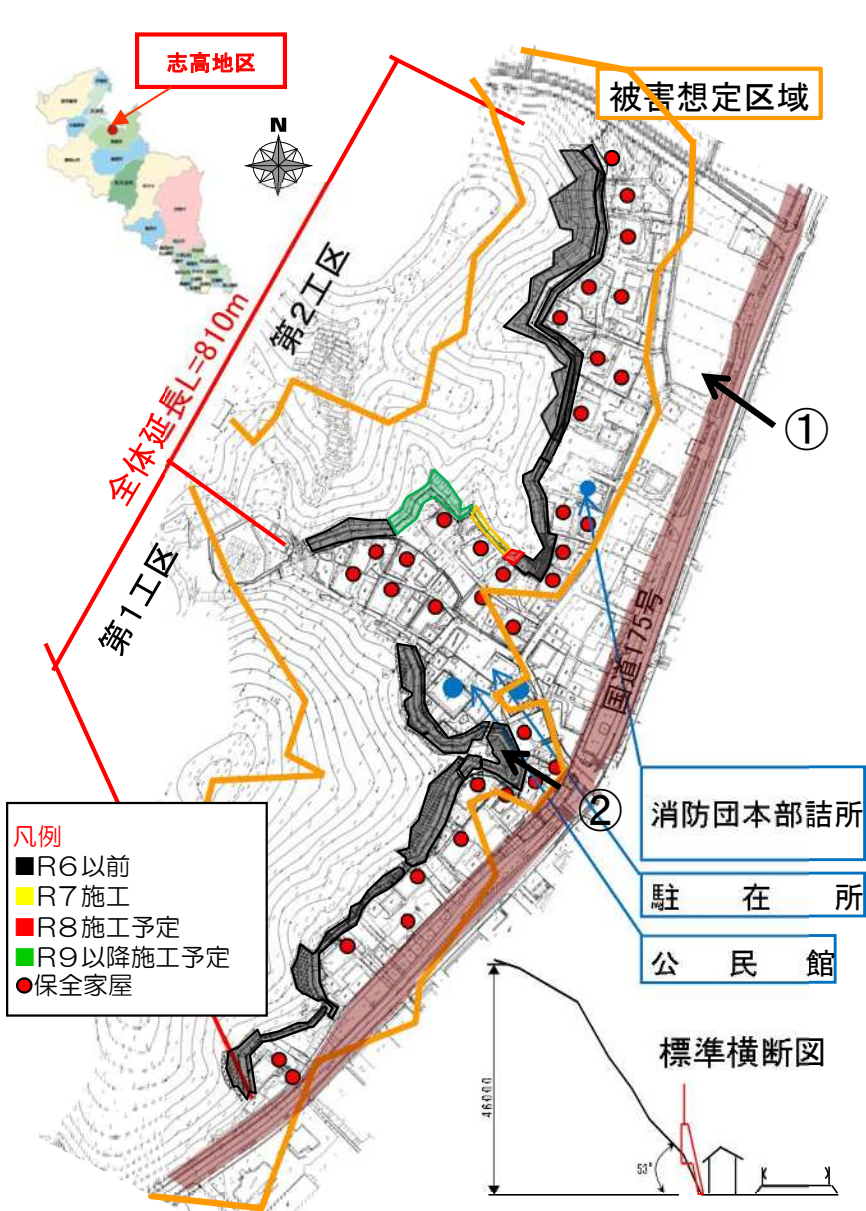 志高地区
N
被害想定区域
第2工区
全体延長L=810m
第1工区
①
国道175号
②
消防団本部詰所
駐在所
公民館
凡例
■R6以前
■R7施工
■R8施工予定
■R9以降施工予定
●保全家屋
標準横断図
46000
53°